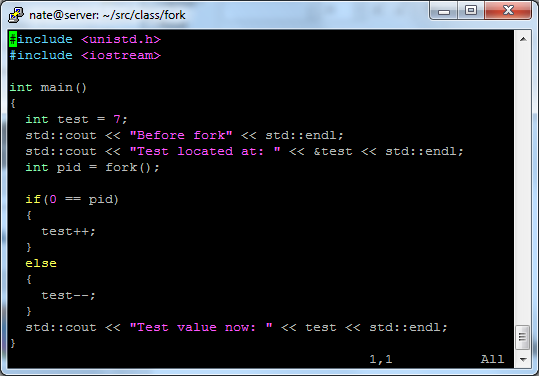 nate@server: ~/src/class/fork
#include <unistd.h>
#include <iostream>
int main()
{
  int test = 7;
  std::cout << "Before fork" << std::endl;
  std::cout << "Test located at: " << &test << std::endl;
  int pid = fork();
  if(0 == pid)
  {
    test++;
  }
  else
  {
    test--;
  }
  std::cout << "Test value now: " << test << std::endl;
}
1,1 All